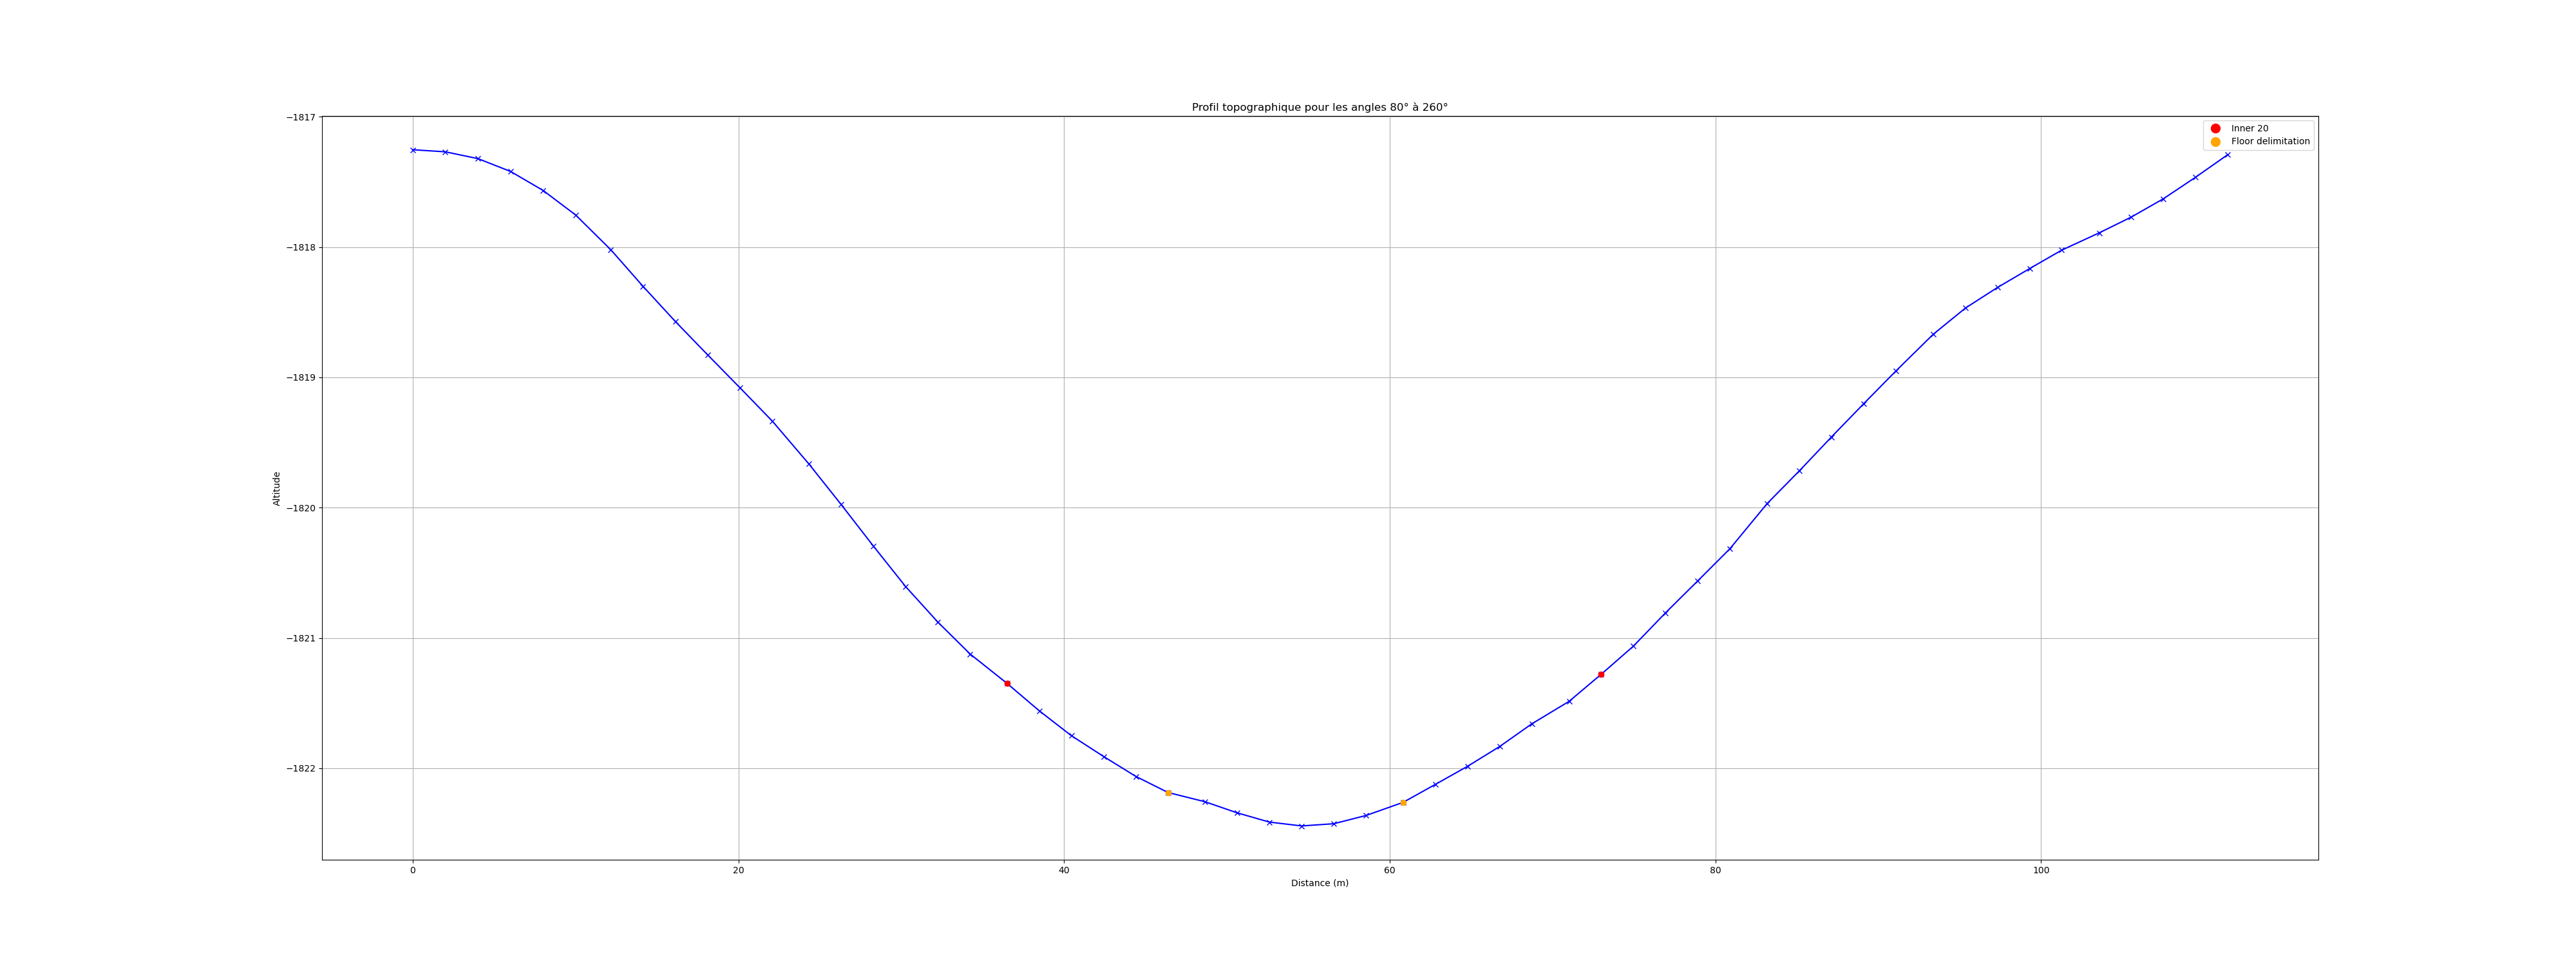 Profil topographique pour les angles 80° à 260°
−1817
−1818
−1819
−1820
−1821
−1822
Altitude
0
20
40
60
80
100
Distance (m)
Inner 20
Floor delimitation